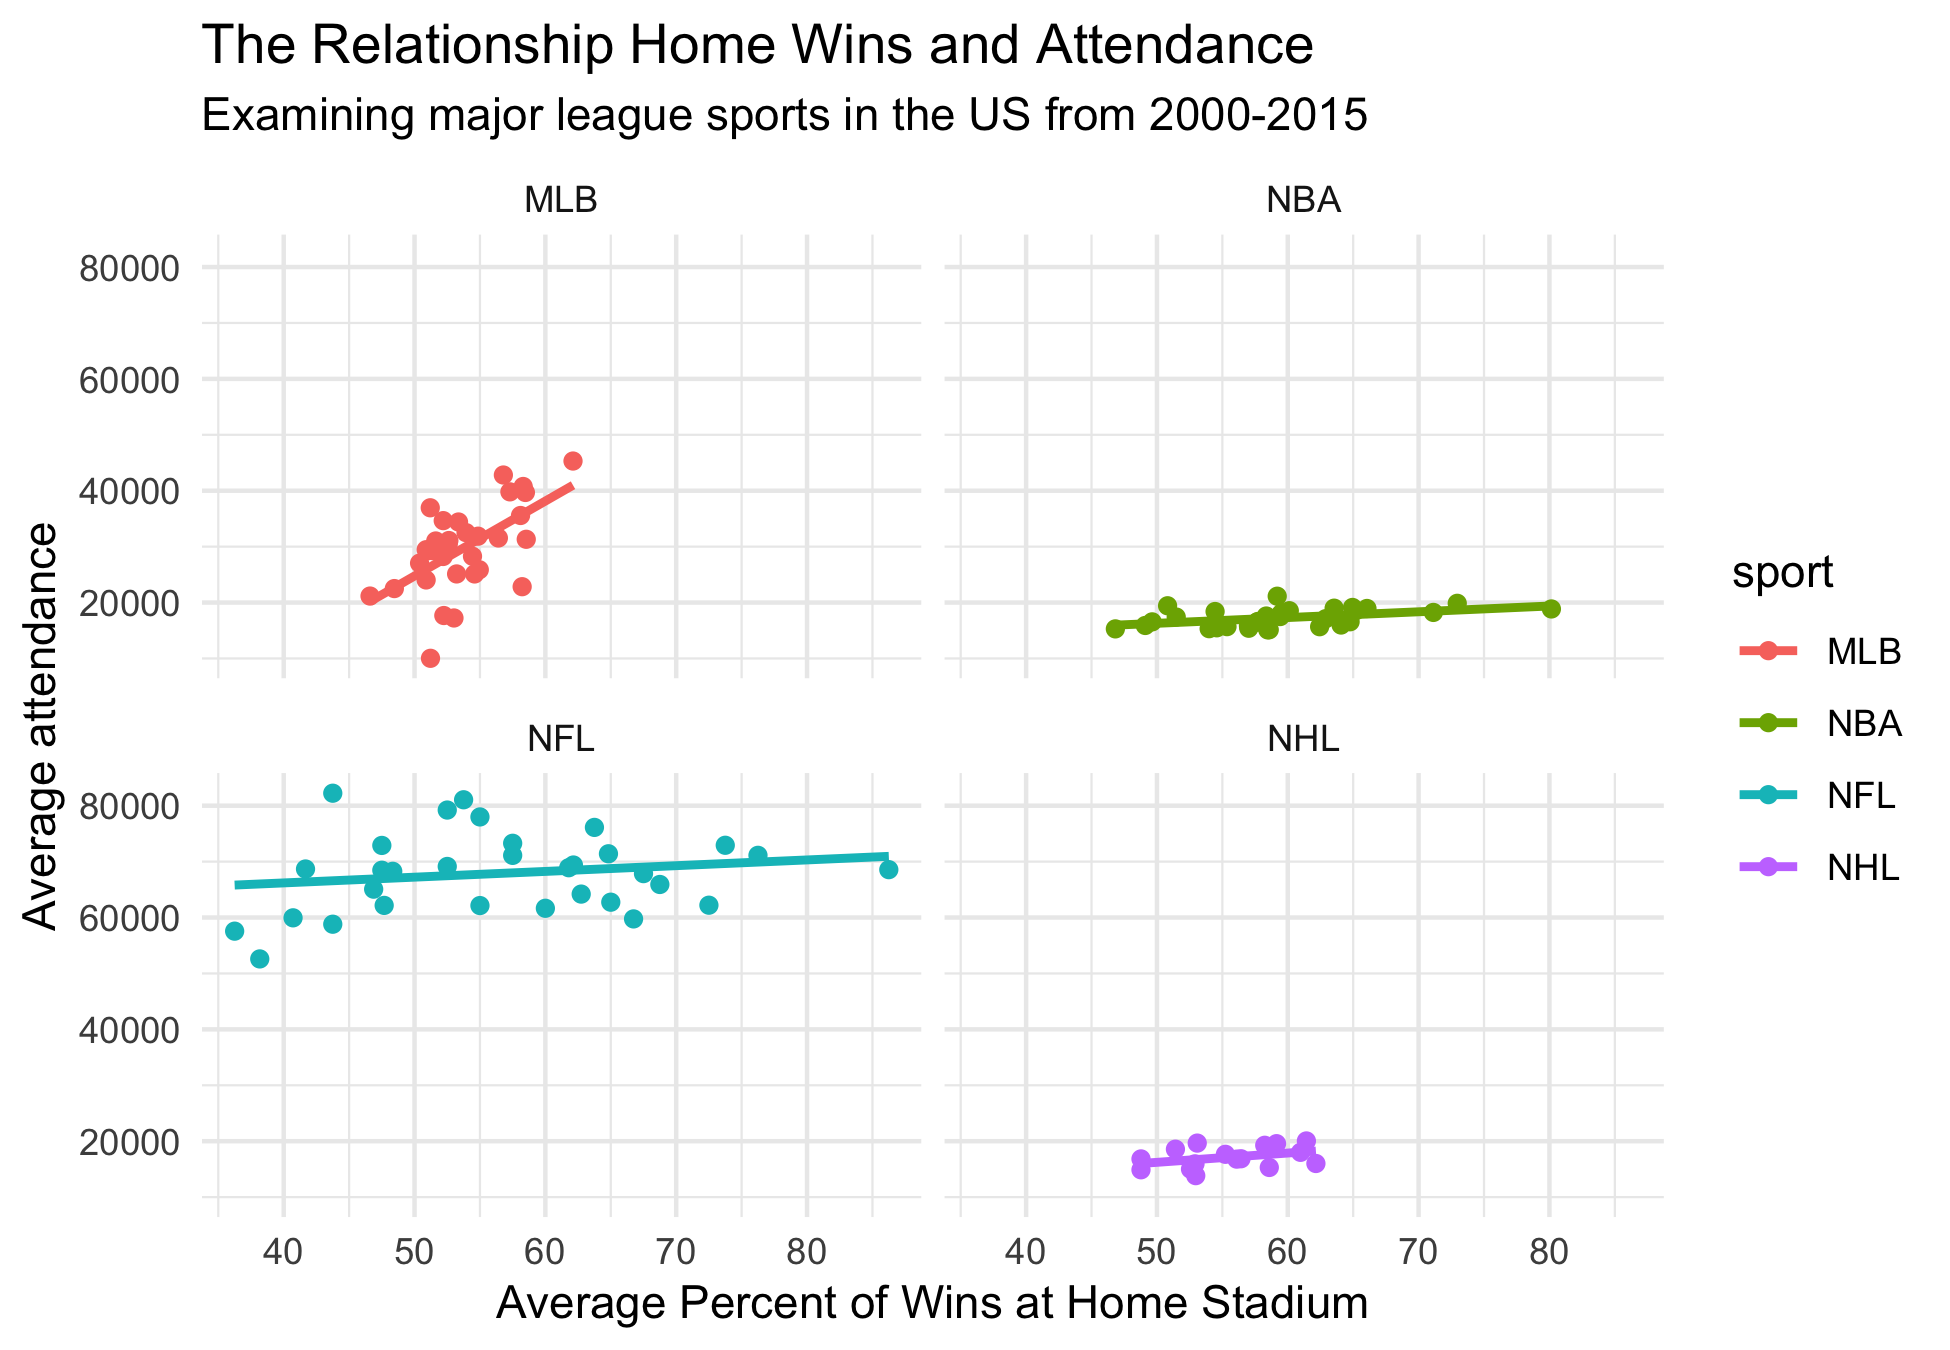 The Relationship Home Wins and Attendance
Examining major league sports in the US from 2000-2015
MLB
NBA
80000
60000
40000
20000
NFL
NHL
80000
60000
40000
20000
40 50 60 70 80
40 50 60 70 80
Average Percent of Wins at Home Stadium
Average attendance
sport
MLB
NBA
NFL
NHL